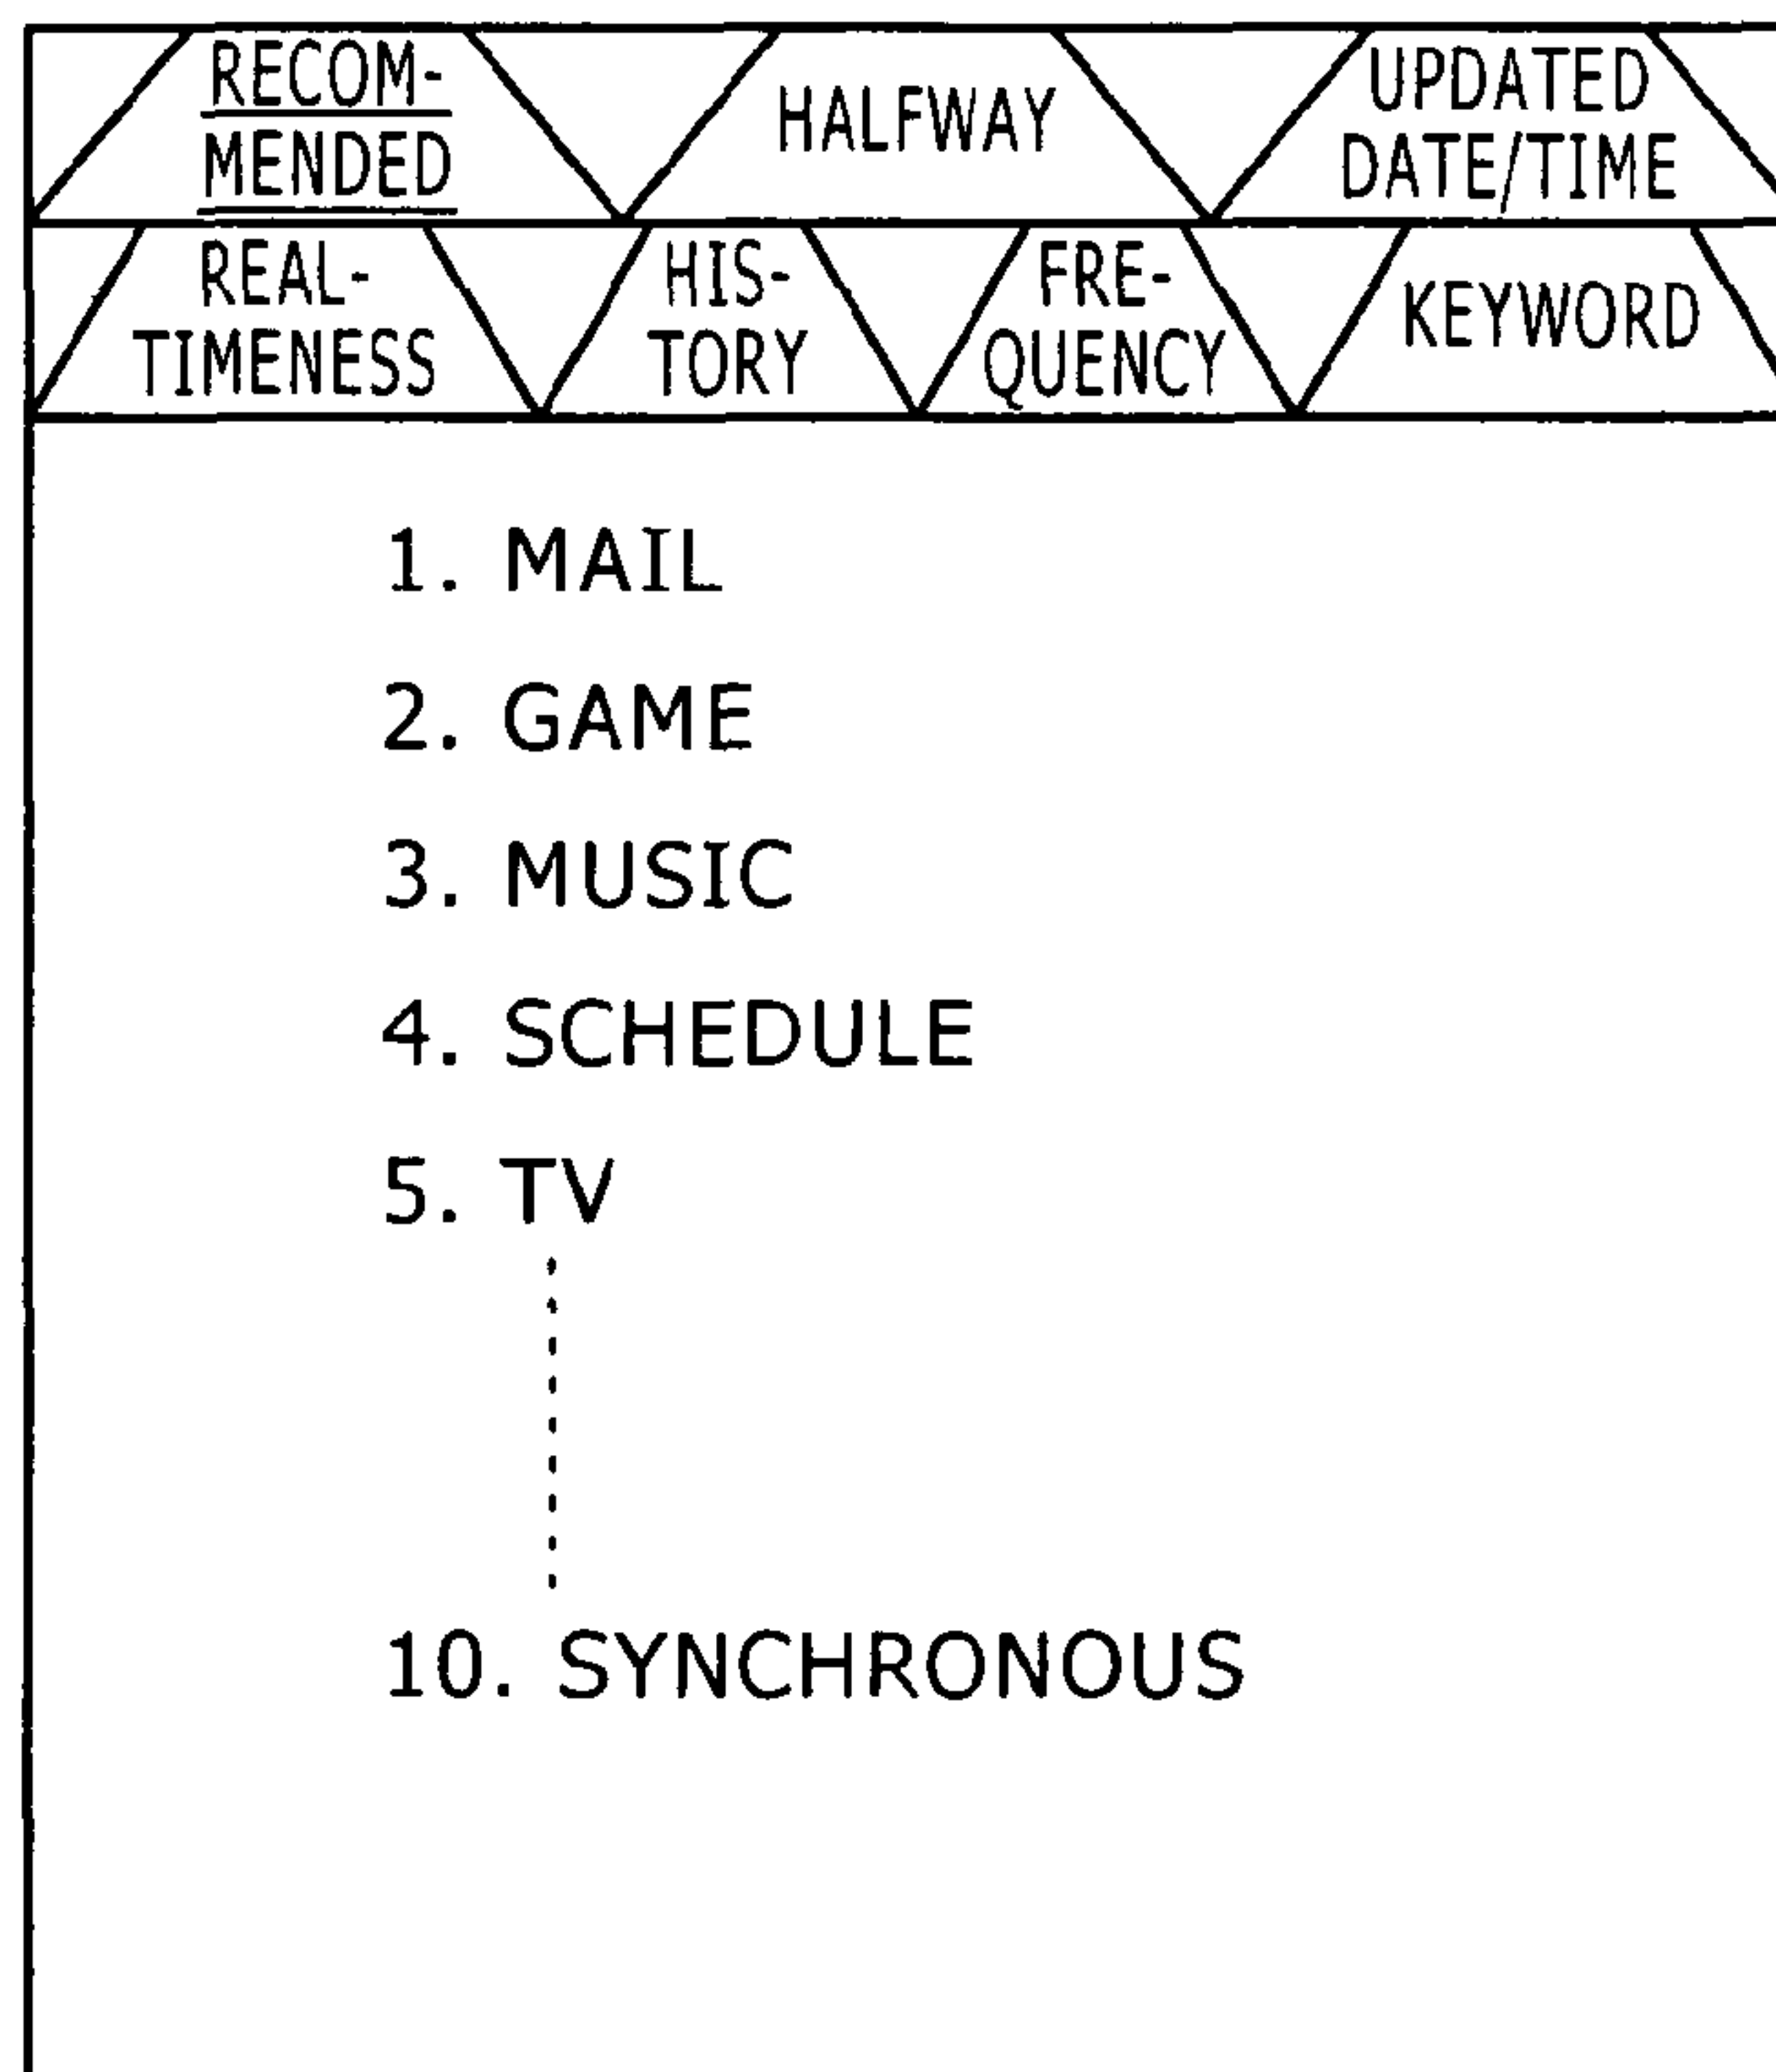 RECOM-
MENDED
HALFWAY
UPDATED
DATE/TIME
REAL-
TIMENESS
HIS-
TORY
FRE-
QUENCY
KEYWORD
1. MAIL
2. GAME
3. MUSIC
4. SCHEDULE
5. TV
10. SYNCHRONOUS